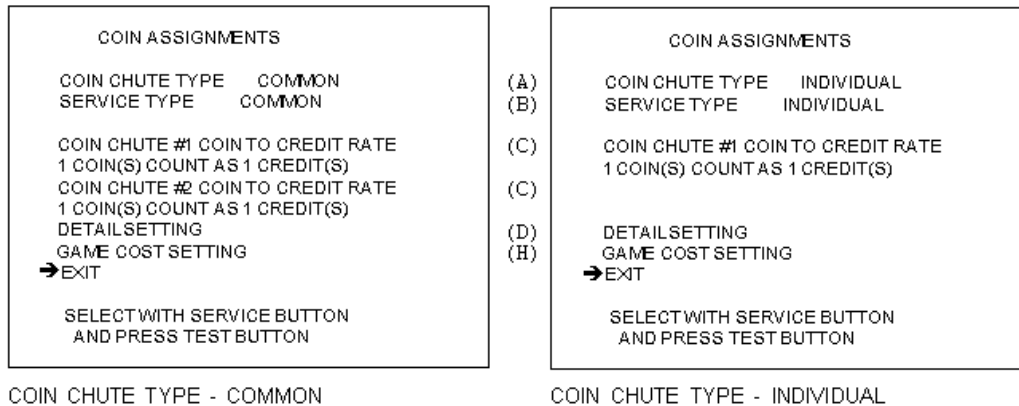 COIN ASSIGNMENTS
COIN CHUTE TYPE COMMON
SERVICE TYPE COMMON
COIN CHUTE #1 COIN TO CREDIT RATE
1 COIN(S) COUNT AS 1 CREDIT(S)
COIN CHUTE #2 COIN TO CREDIT RATE
1 COIN(S) COUNT AS 1 CREDIT(S)
DETAIL SETTING
GAME COST SETTING
➔EXIT
SELECT WITH SERVICE BUTTON
AND PRESS TEST BUTTON
COIN CHUTE TYPE - COMMON
(A)
(B)
(C)
(C)
(D)
(H)
COIN ASSIGNMENTS
COIN CHUTE TYPE INDIVIDUAL
SERVICE TYPE INDIVIDUAL
COIN CHUTE #1 COIN TO CREDIT RATE
1 COIN(S) COUNT AS 1 CREDIT(S)
DETAIL SETTING
GAME COST SETTING
➔EXIT
SELECT WITH SERVICE BUTTON
AND PRESS TEST BUTTON
COIN CHUTE TYPE - INDIVIDUAL